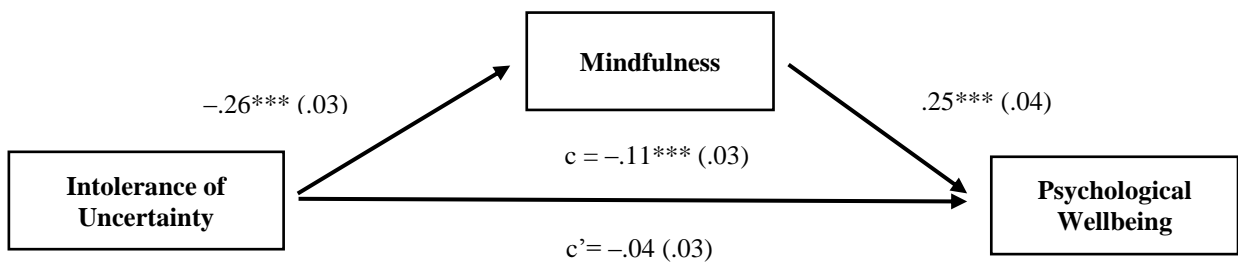 Mindfulness
–.26*** (.03)
.25*** (.04)
c = –.11*** (.03)
Intolerance of
Uncertainty
Psychological
Wellbeing
c’= –.04 (.03)